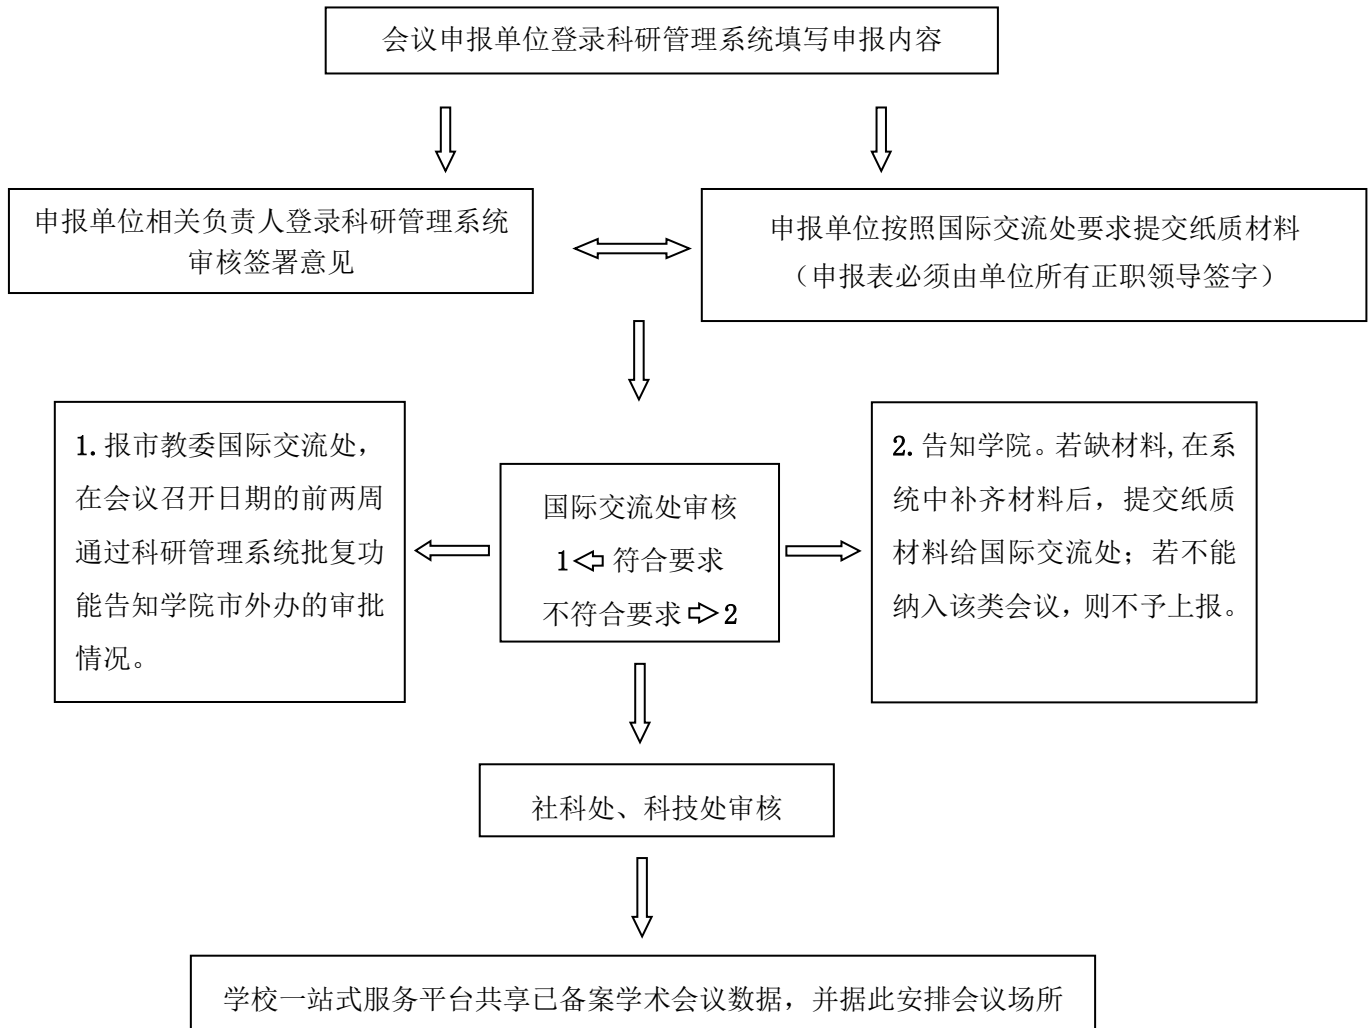 会议申报单位登录科研管理系统填写申报内容
申报单位相关负责人登录科研管理系统
审核签署意见
申报单位按照国际交流处要求提交纸质材料
（申报表必须由单位所有正职领导签字）
1. 报市教委国际交流处，
在会议召开日期的前两周
通过科研管理系统批复功
能告知学院市外办的审批
情况。
国际交流处审核
1 符合要求
不符合要求 2
2. 告知学院。若缺材料, 在系
统中补齐材料后，提交纸质
材料给国际交流处；若不能
纳入该类会议，则不予上报。
社科处、科技处审核
学校一站式服务平台共享已备案学术会议数据，并据此安排会议场所